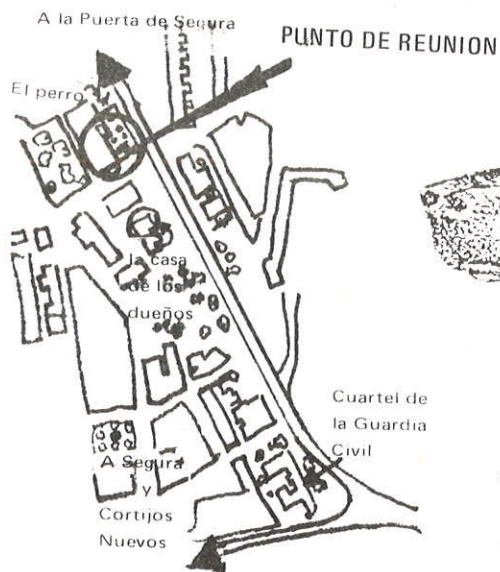 A la Puerta de Segura
PUNTO DE REUNION
El perro
la casa
de los
dueños
Cuartel de
la Guardia
Civil
A Segura
y
Cortijos
Nuevos